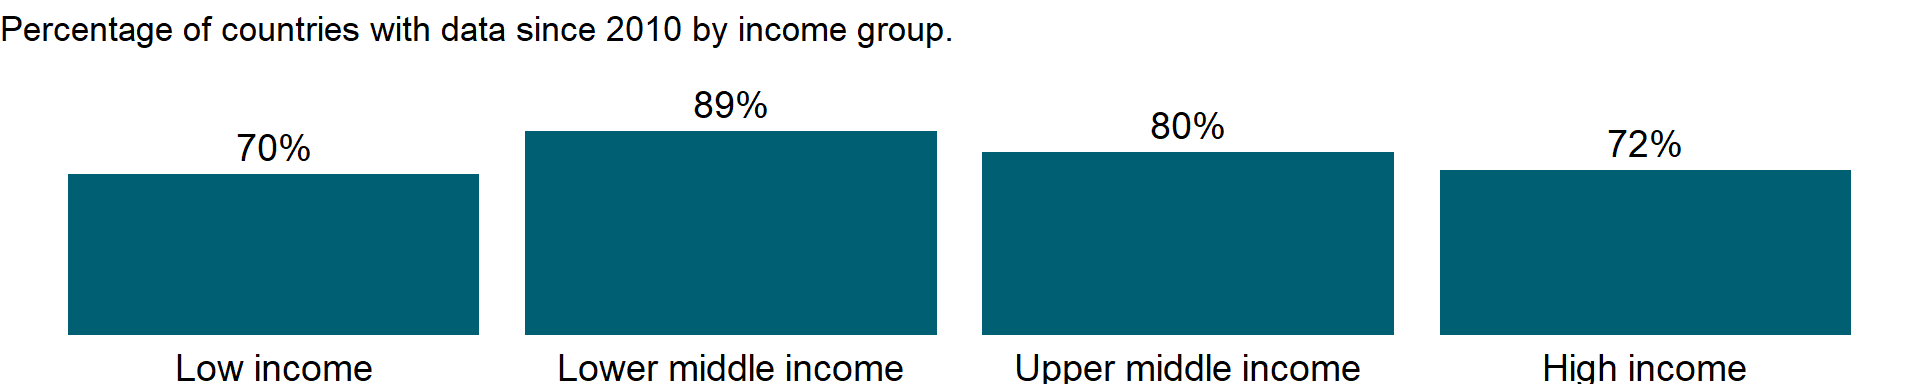 Percentage of countries with data since 2010 by income group.
70%
89%
80%
72%
Low income
Lower middle income
Upper middle income
High income